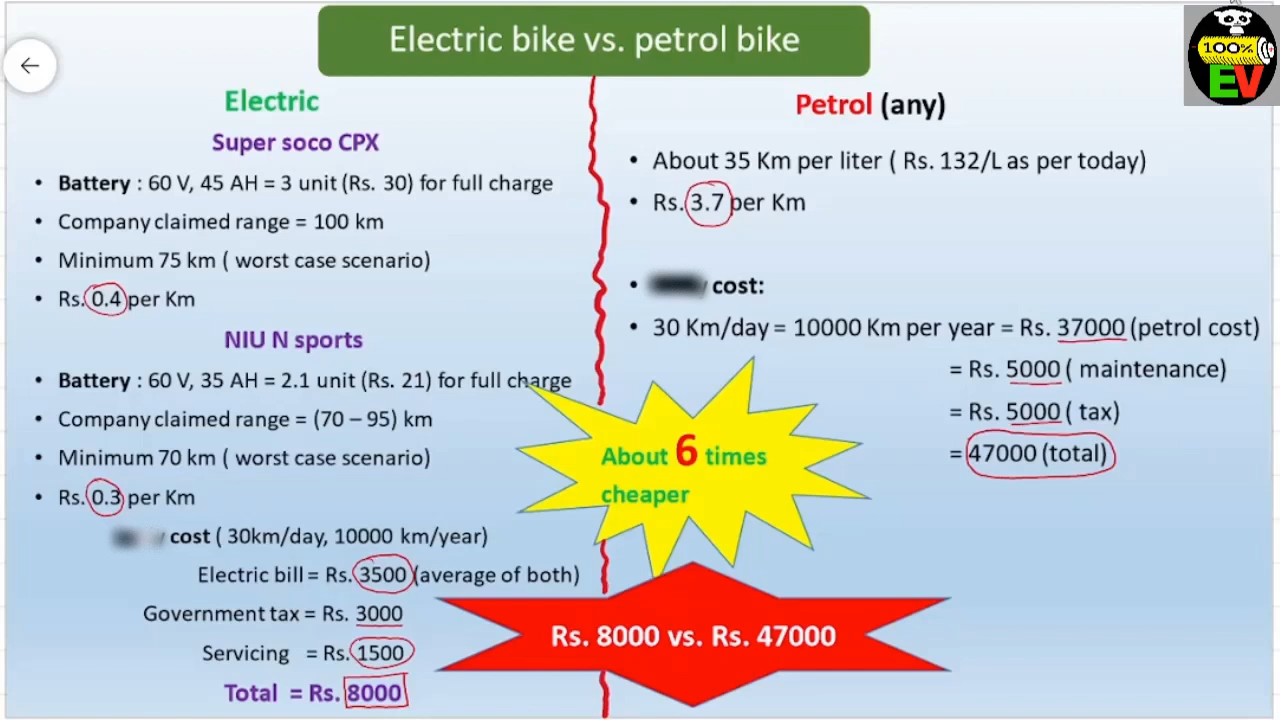 Electric bike vs. petrol bike
100%
EV
Electric
Super soco CPX
• Battery : 60 V, 45 AH = 3 unit (Rs. 30) for full charge
• Company claimed range = 100 km
• Minimum 75 km ( worst case scenario)
• Rs. 0.4 per Km
NIU N sports
• Battery : 60 V, 35 AH = 2.1 unit (Rs. 21) for full charge
• Company claimed range = (70 – 95) km
• Minimum 70 km ( worst case scenario)
• Rs. 0.3 per Km
cost ( 30km/day, 10000 km/year)
Electric bill = Rs. 3500 (average of both)
Government tax = Rs. 3000
Servicing = Rs. 1500
Total = Rs. 8000
Petrol (any)
• About 35 Km per liter ( Rs. 132/L as per today)
• Rs. 3.7 per Km
• cost:
• 30 Km/day = 10000 Km per year = Rs. 37000 (petrol cost)
= Rs. 5000 ( maintenance)
= Rs. 5000 ( tax)
= 47000 (total)
About 6 times
cheaper
Rs. 8000 vs. Rs. 47000